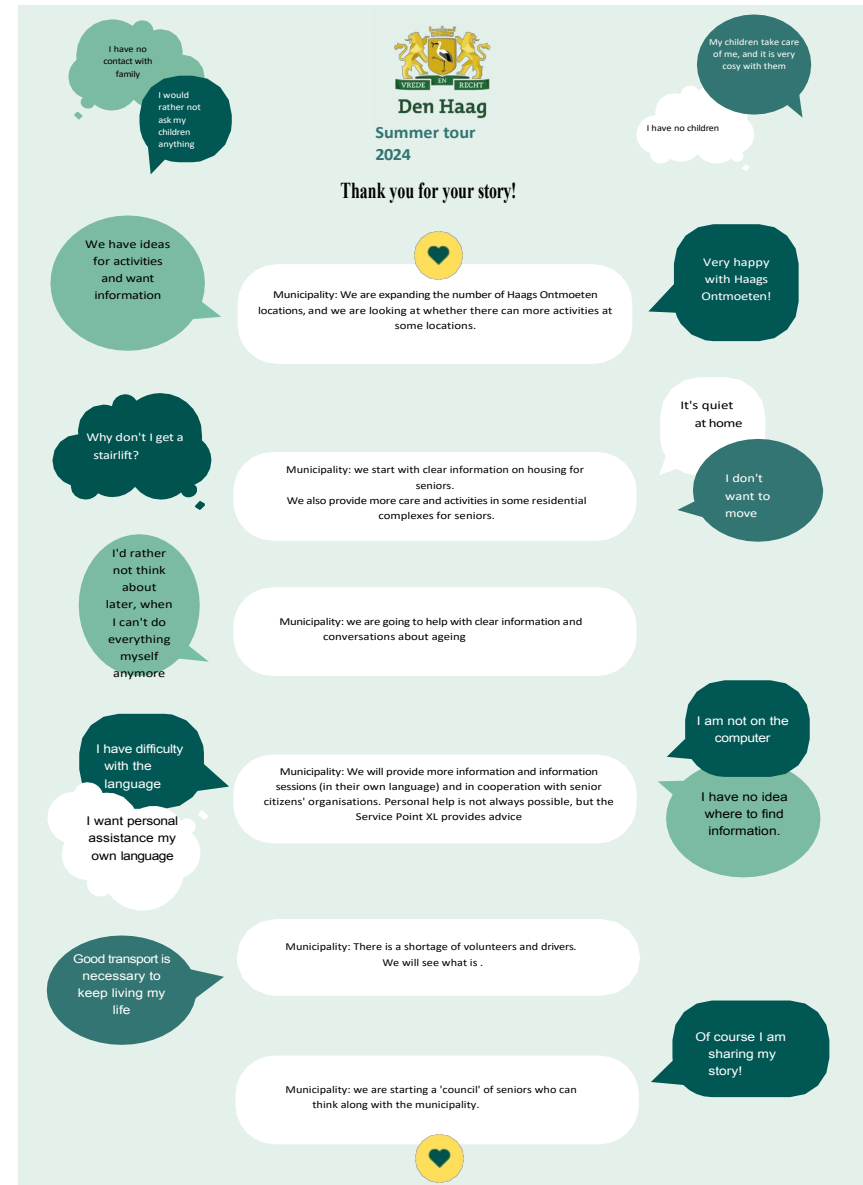 I have no
contact with
family
I would
rather not
ask my
children
anything
VREDE EN RECHT
Den Haag
Summer tour
2024
My children take care
of me, and it is very
cosy with them
I have no children
Thank you for your story!
We have ideas
for activities
and want
information
Municipality: We are expanding the number of Haags Ontmoeten
locations, and we are looking at whether there can more activities at
some locations.
Very happy
with Haags
Ontmoeten!
Why don't I get a
stairlift?
Municipality: we start with clear information on housing for
seniors.
We also provide more care and activities in some residential
complexes for seniors.
It's quiet
at home
I don't
want to
move
I'd rather
not think
about
later, when
I can't do
everything
myself
anymore
Municipality: we are going to help with clear information and
conversations about ageing
I have difficulty
with the
language
I want personal
assistance my
own language
Municipality: We will provide more information and information
sessions (in their own language) and in cooperation with senior
citizens' organisations. Personal help is not always possible, but the
Service Point XL provides advice
I am not on the
computer
I have no idea
where to find
information.
Good transport is
necessary to
keep living my
life
Municipality: There is a shortage of volunteers and drivers.
We will see what is .
Municipality: we are starting a 'council' of seniors who can
think along with the municipality.
Of course I am
sharing my
story!